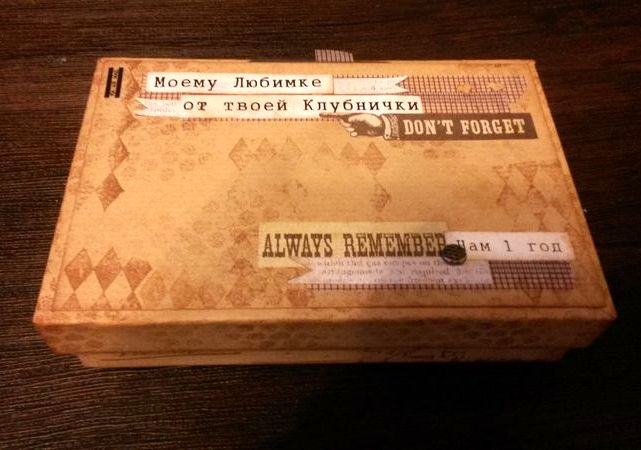 Моему Любимке
от твоей Клубнички
DON'T FORGET
ALWAYS REMEMBER
Нам 1 год